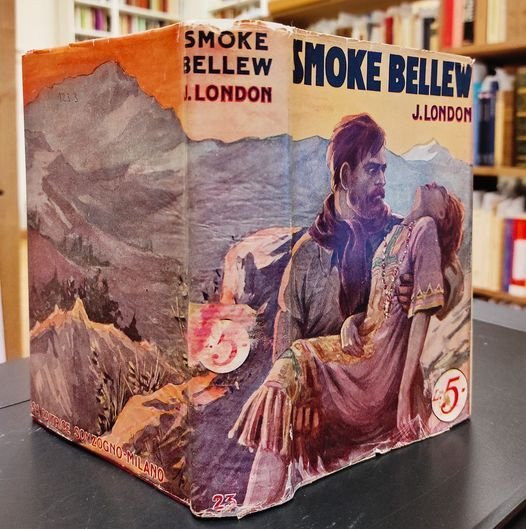 SMOKE
BELLEW
J. LONDON
5
23
SMOKE BELLEW
J. LONDON
5
SONZOGNO-MILANO